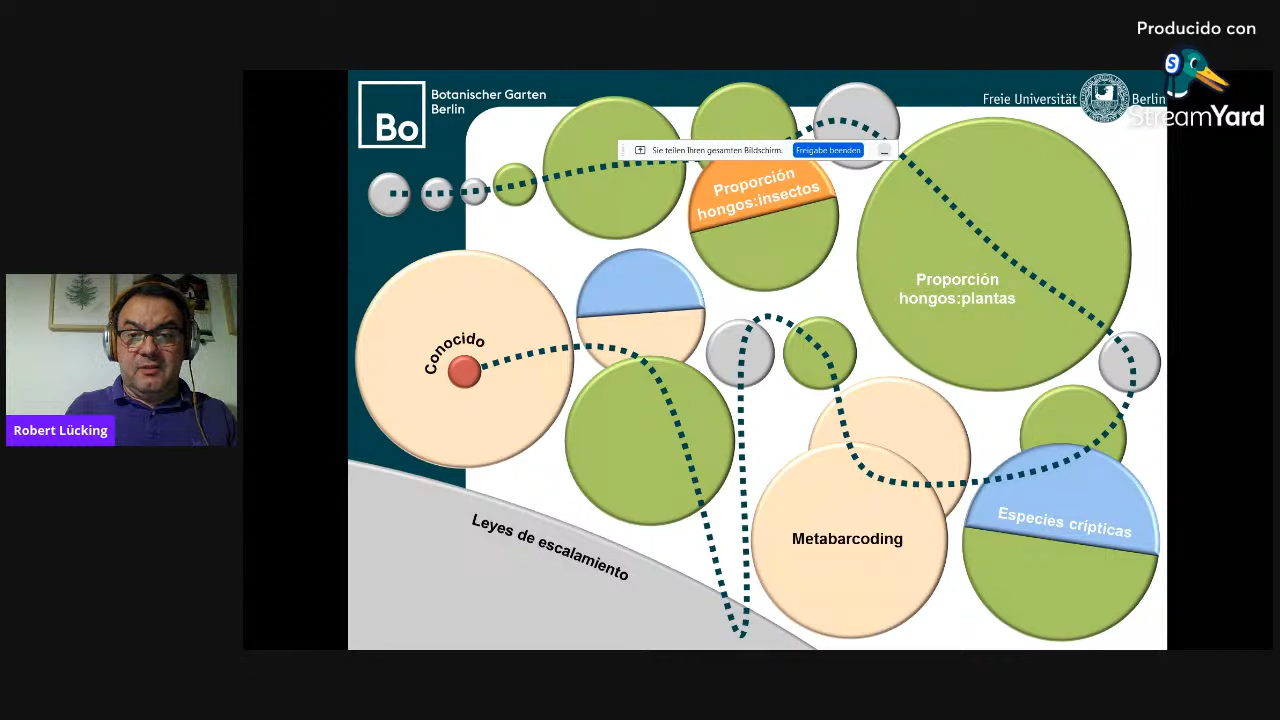 Producido con
StreamYard
Bo
Botanischer Garten
Berlin
Freie Universität
Berlin
Sie teilen Ihren gesamten Bildschirm.
Freigabe beenden
Proporción
hongos:insectos
Proporción
hongos:plantas
Conocido
Robert Lücking
Leyes de escalamiento
Metabarcoding
Especies crípticas